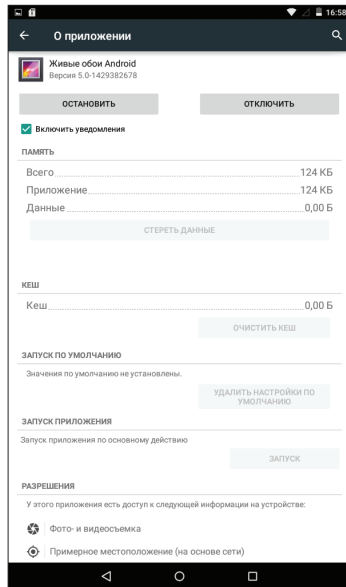 16:58
О приложении
Живые обои Android
Версия 5.0-1429382678
ОСТАНОВИТЬ
ОТКЛЮЧИТЬ
Включить уведомления
ПАМЯТЬ
Всего 124 КБ
Приложение 124 КБ
Данные 0,00 Б
СТЕРЕТЬ ДАННЫЕ
КЕШ
Кеш 0,00 Б
ОЧИСТИТЬ КЕШ
ЗАПУСК ПО УМОЛЧАНИЮ
Значения по умолчанию не установлены.
УДАЛИТЬ НАСТРОЙКИ ПО
УМОЛЧАНИЮ
ЗАПУСК ПРИЛОЖЕНИЯ
Запуск приложения по основному действию
ЗАПУСК
РАЗРЕШЕНИЯ
У этого приложения есть доступ к следующей информации на устройстве:
Фото- и видеосъемка
Примерное местоположение (на основе сети)